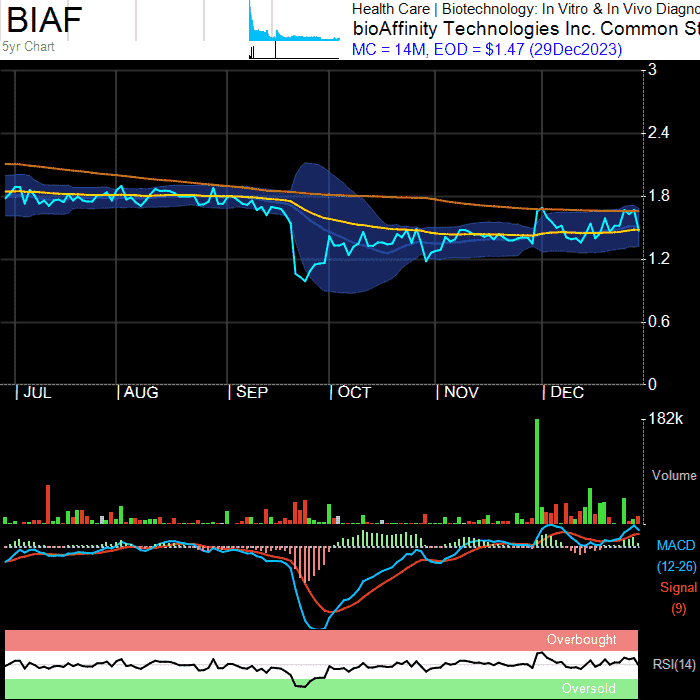 BIAF
5yr Chart
Health Care | Biotechnology: In Vitro & In Vivo Diagno
bioAffinity Technologies Inc. Common St
MC = 14M, EOD = $1.47 (29Dec2023)
3
2.4
1.8
1.2
0.6
0
JUL AUG SEP OCT NOV DEC
182k
Volume
MACD
(12-26)
Signal
(9)
Overbought
RSI(14)
Oversold